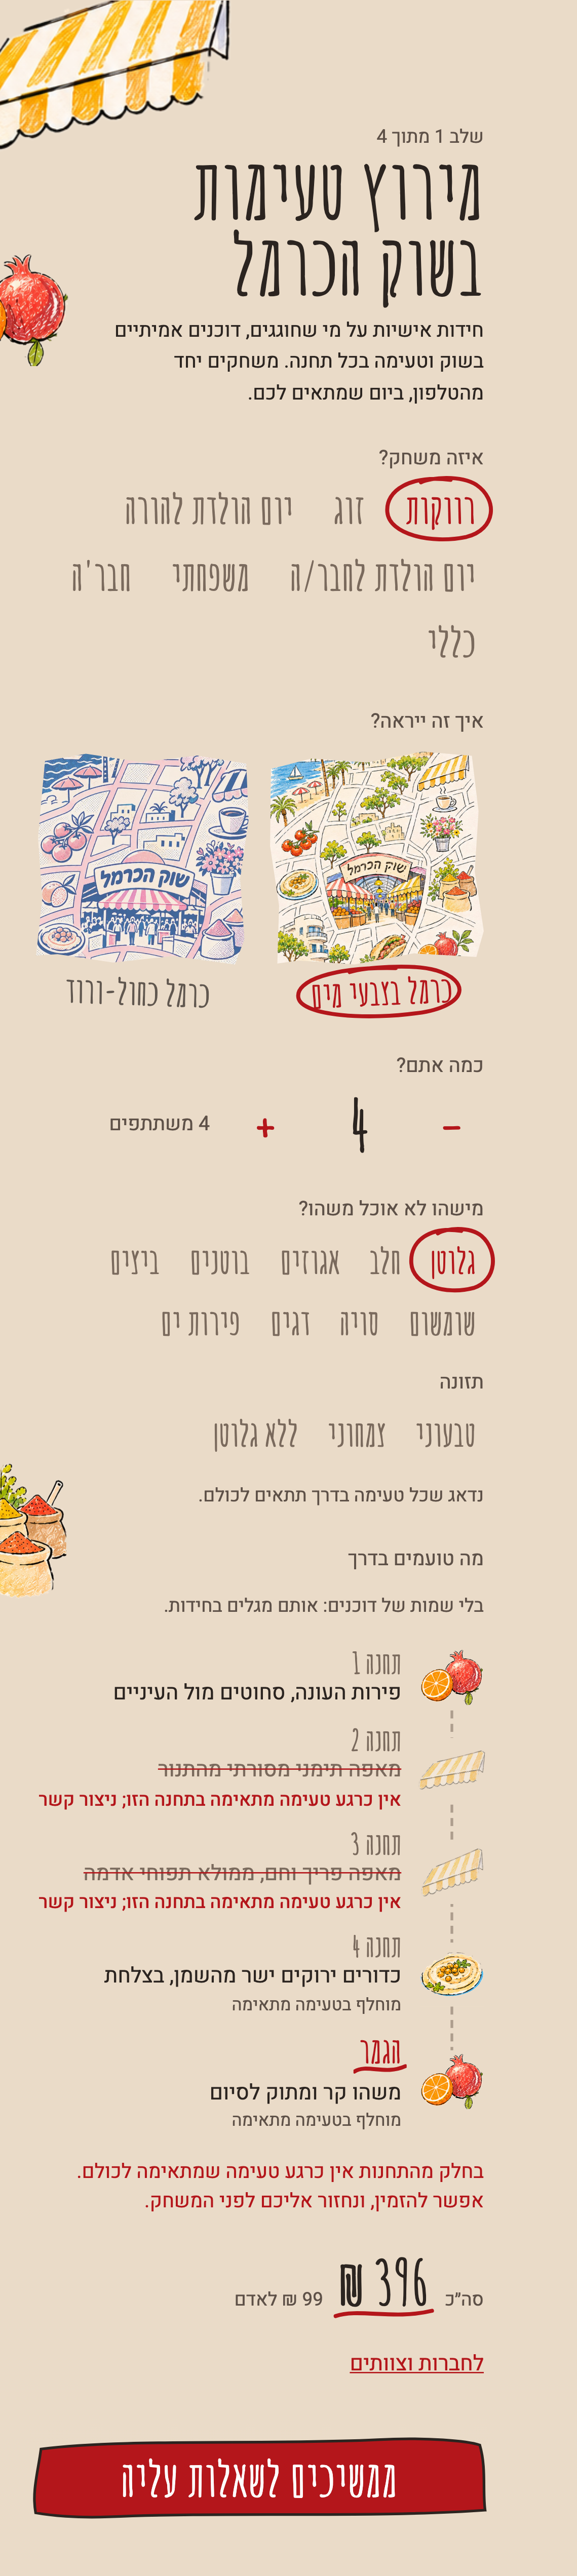 שלב 1 מתוך 4
מירוץ טעימות
בשוק הכרמל
חידות אישיות על מי שחוגגים, דוכנים אמיתיים
בשוק וטעימה בכל תחנה. משחקים יחד
מהטלפון, ביום שמתאים לכם.
איזה משחק?
רווקות זוג יום הולדת להורה
יום הולדת לחבר/ה משפחתי חבר'ה
כללי
איך זה ייראה?
שוק הכרמל שוק הכרמל
כרמל בצבעי מים כרמל כחול-ורוד
כמה אתם?
− 4 + 4 משתתפים
מישהו לא אוכל משהו?
גלוטן חלב אגוזים בוטנים ביצים
שומשום סויה דגים פירות ים
תזונה
טבעוני צמחוני ללא גלוטן
נדאג שכל טעימה בדרך תתאים לכולם.
מה טועמים בדרך
בלי שמות של דוכנים: אותם מגלים בחידות.
תחנה 1
פירות העונה, סחוטים מול העיניים
תחנה 2
מאפה תימני מסורתי מהתנור
אין כרגע טעימה מתאימה בתחנה הזו; ניצור קשר
תחנה 3
מאפה פריך וחם, ממולא תפוחי אדמה
אין כרגע טעימה מתאימה בתחנה הזו; ניצור קשר
תחנה 4
כדורים ירוקים ישר מהשמן, בצלחת
מוחלף בטעימה מתאימה
הגמר
משהו קר ומתוק לסיום
מוחלף בטעימה מתאימה
בחלק מהתחנות אין כרגע טעימה שמתאימה לכולם.
אפשר להזמין, ונחזור אליכם לפני המשחק.
סה״כ 396 ₪ 99 ₪ לאדם
לחברות וצוותים
ממשיכים לשאלות עליה